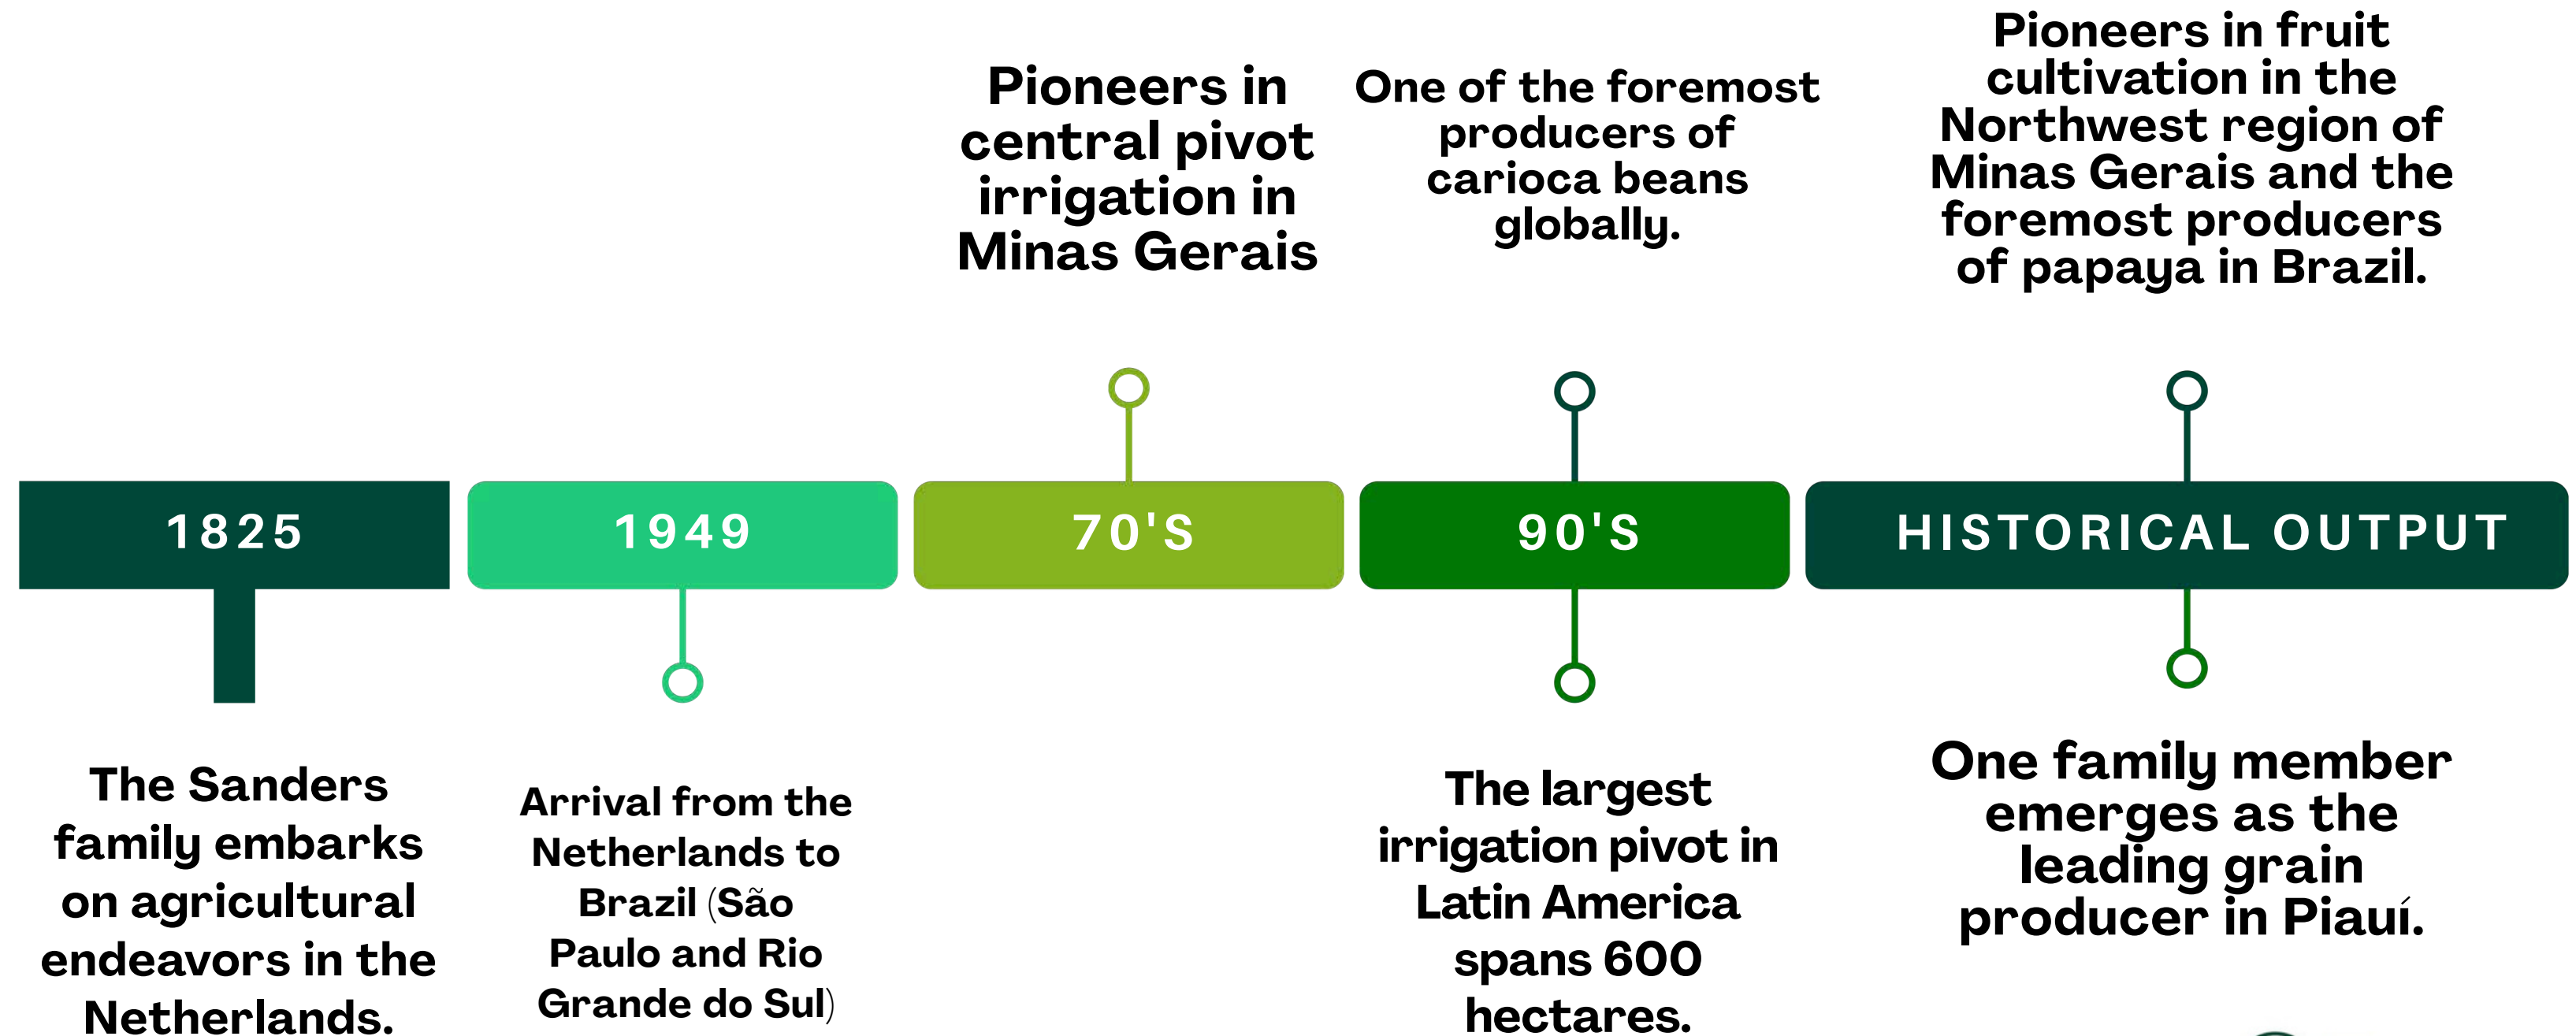 Pioneers in
central pivot
irrigation in
Minas Gerais
One of the foremost
producers of
carioca beans
globally.
Pioneers in fruit
cultivation in the
Northwest region of
Minas Gerais and the
foremost producers
of papaya in Brazil.
1825
1949
70'S
90'S
HISTORICAL OUTPUT
The Sanders
family embarks
on agricultural
endeavors in the
Netherlands.
Arrival from the
Netherlands to
Brazil (São
Paulo and Rio
Grande do Sul)
The largest
irrigation pivot in
Latin America
spans 600
hectares.
One family member
emerges as the
leading grain
producer in Piauí.